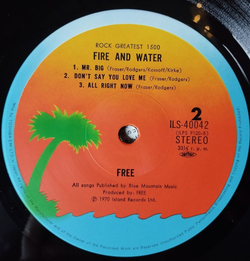 ROCK GREATEST 1500
FIRE AND WATER
1. MR. BIG (Fraser/Rodgers/Kossoff/Kirke)
2. DON'T SAY YOU LOVE ME (Fraser/Rodgers)
3. ALL RIGHT NOW (Fraser/Rodgers)
2
ILS-40042
STEREO
33⅓ r. p. m.
FREE
All songs Published by Blue Mountain Music
Produced by: FREE
℗ 1970 Island Records Ltd.